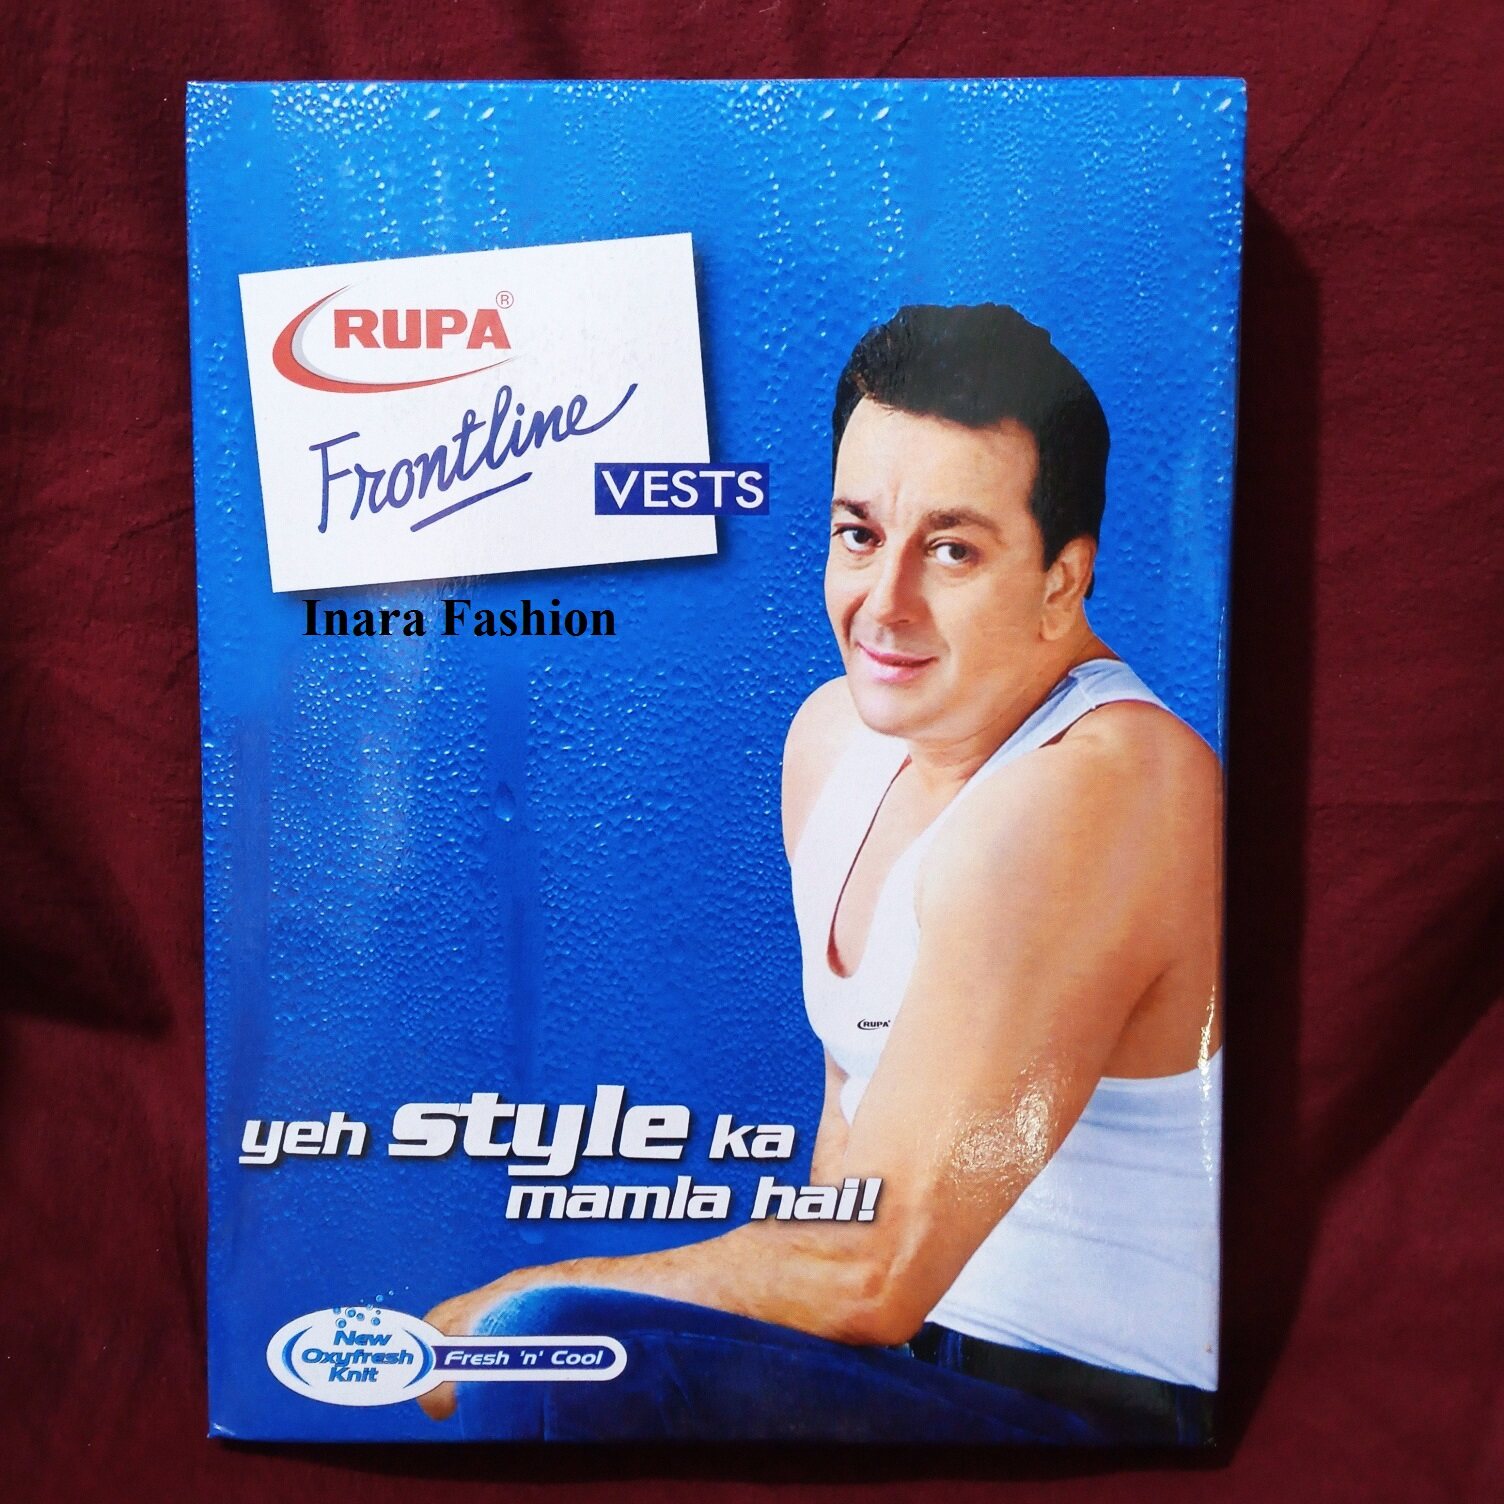 RUPA®
Frontline
VESTS
Inara Fashion
RUPA
yeh style ka
mamla hai!
New
Oxyfresh
Knit
Fresh 'n' Cool